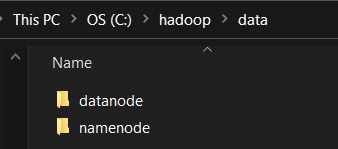 This PC > OS (C:) > hadoop > data
Name
datanode
namenode